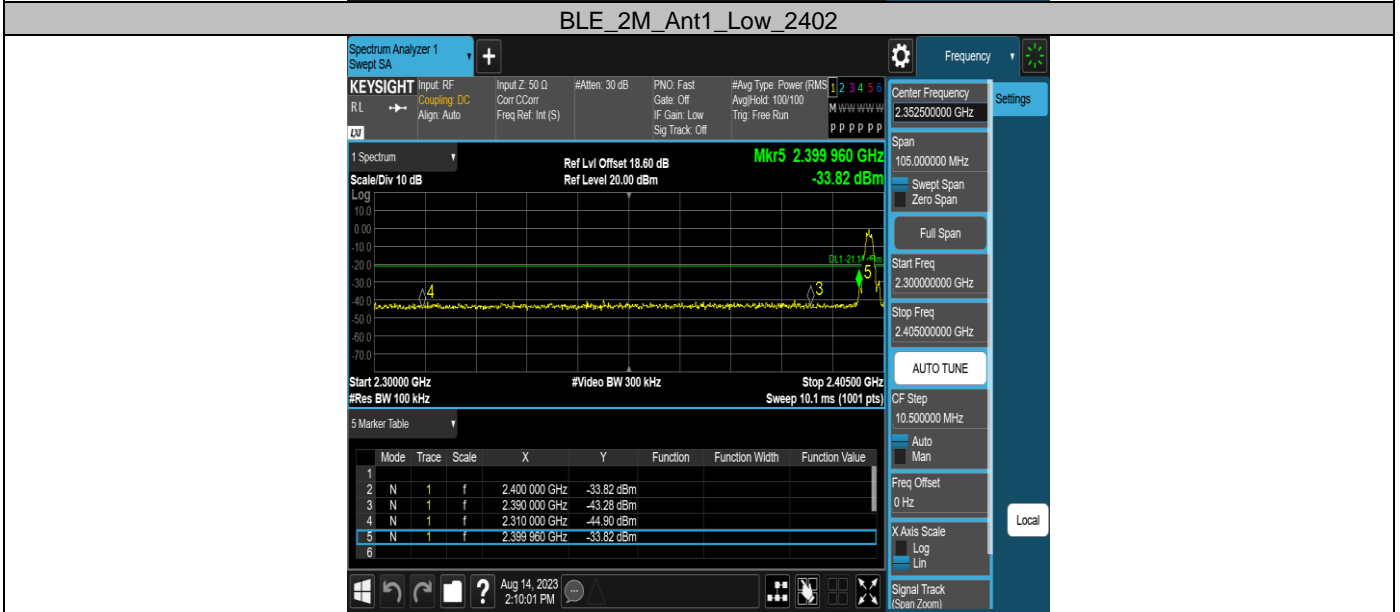 BLE_2M_Ant1_Low_2402
Spectrum Analyzer 1
Swept SA
+
Frequency
KEYSIGHT
RL
LXI
Input: RF
Coupling: DC
Align: Auto
Input Z: 50 Ω
Corr CCorr
Freq Ref: Int (S)
#Atten: 30 dB
PNO: Fast
Gate: Off
IF Gain: Low
Sig Track: Off
#Avg Type: Power (RMS
Avg|Hold: 100/100
Trig: Free Run
1 2 3 4 5 6
M W W W W W
P P P P P P
Settings
Center Frequency
2.352500000 GHz
Span
105.000000 MHz
Swept Span
Zero Span
Full Span
Start Freq
2.300000000 GHz
Stop Freq
2.405000000 GHz
AUTO TUNE
CF Step
10.500000 MHz
Auto
Man
Freq Offset
0 Hz
X Axis Scale
Log
Lin
Signal Track
(Span Zoom)
Local
1 Spectrum
Scale/Div 10 dB
Ref Lvl Offset 18.60 dB
Ref Level 20.00 dBm
Mkr5 2.399 960 GHz
-33.82 dBm
Log
10.0
0.00
-10.0
-20.0
-30.0
-40.0
-50.0
-60.0
-70.0
DL1
5
4
3
Start 2.30000 GHz
#Video BW 300 kHz
Stop 2.40500 GHz
#Res BW 100 kHz
Sweep 10.1 ms (1001 pts)
5 Marker Table
Mode Trace Scale X Y Function Function Width Function Value
1
2 N 1 f 2.400 000 GHz -33.82 dBm
3 N 1 f 2.390 000 GHz -43.28 dBm
4 N 1 f 2.310 000 GHz -44.90 dBm
5 N 1 f 2.399 960 GHz -33.82 dBm
6
?
Aug 14, 2023
2:10:01 PM